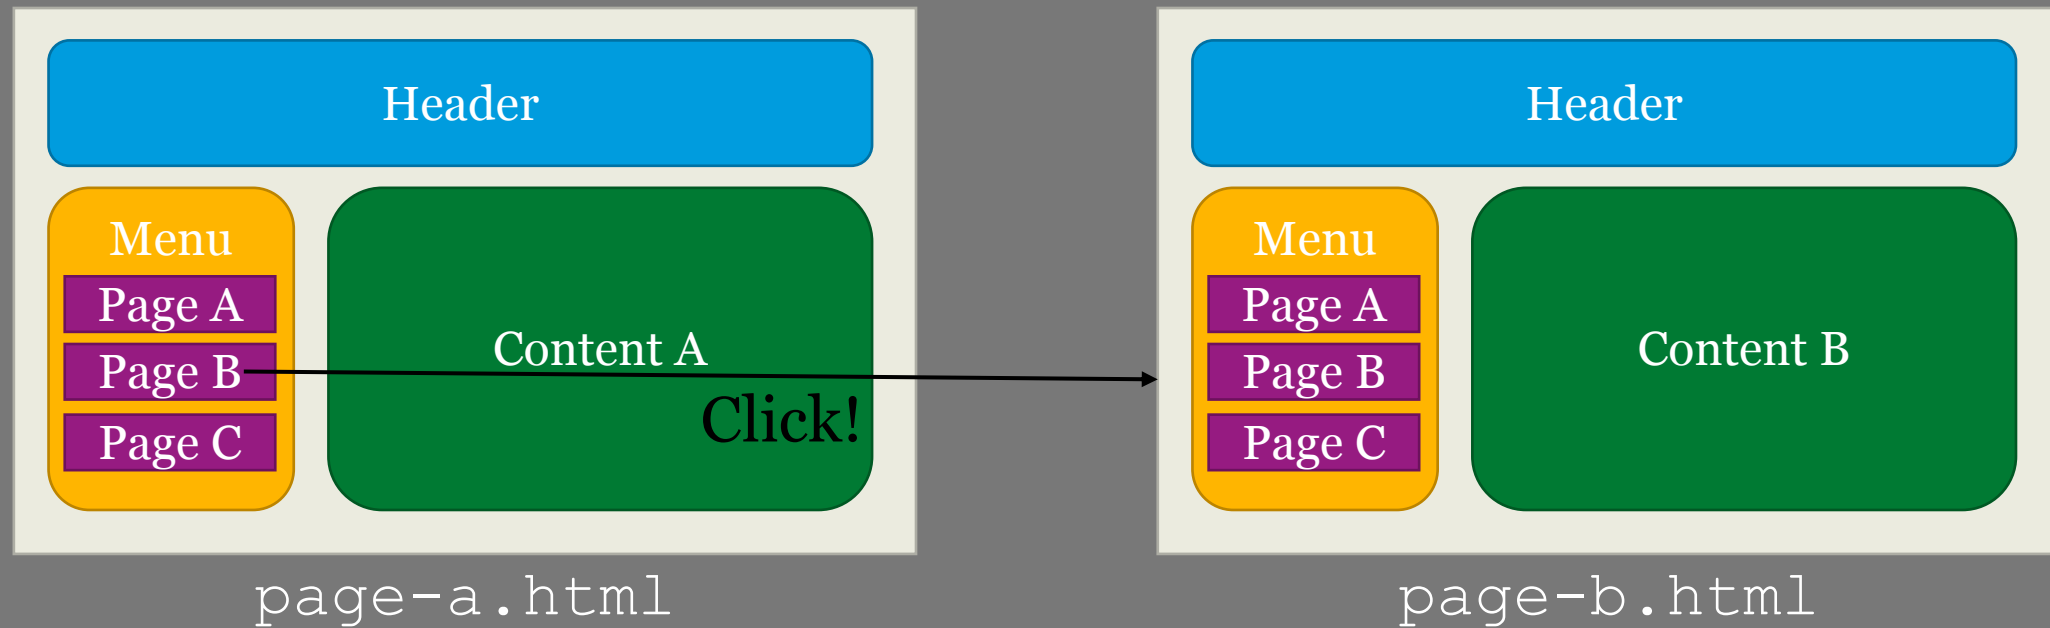 Header
Menu
Page A
Page B
Page C
Content A
Click!
page-a.html
Header
Menu
Page A
Page B
Page C
Content B
page-b.html